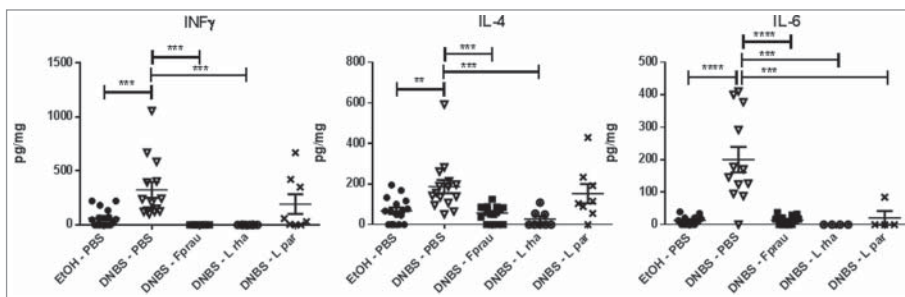 INFγ
***
***
***
pg/mg
1500
1000
500
0
EtOH - PBS
DNBS - PBS
DNBS - Fprau
DNBS - L rha
DNBS - L par
IL-4
***
***
**
pg/mg
800
600
400
200
0
EtOH - PBS
DNBS - PBS
DNBS - Fprau
DNBS - L rha
DNBS - L par
IL-6
****
***
****
***
pg/mg
500
400
300
200
100
0
EtOH - PBS
DNBS - PBS
DNBS - Fprau
DNBS - L rha
DNBS - L par